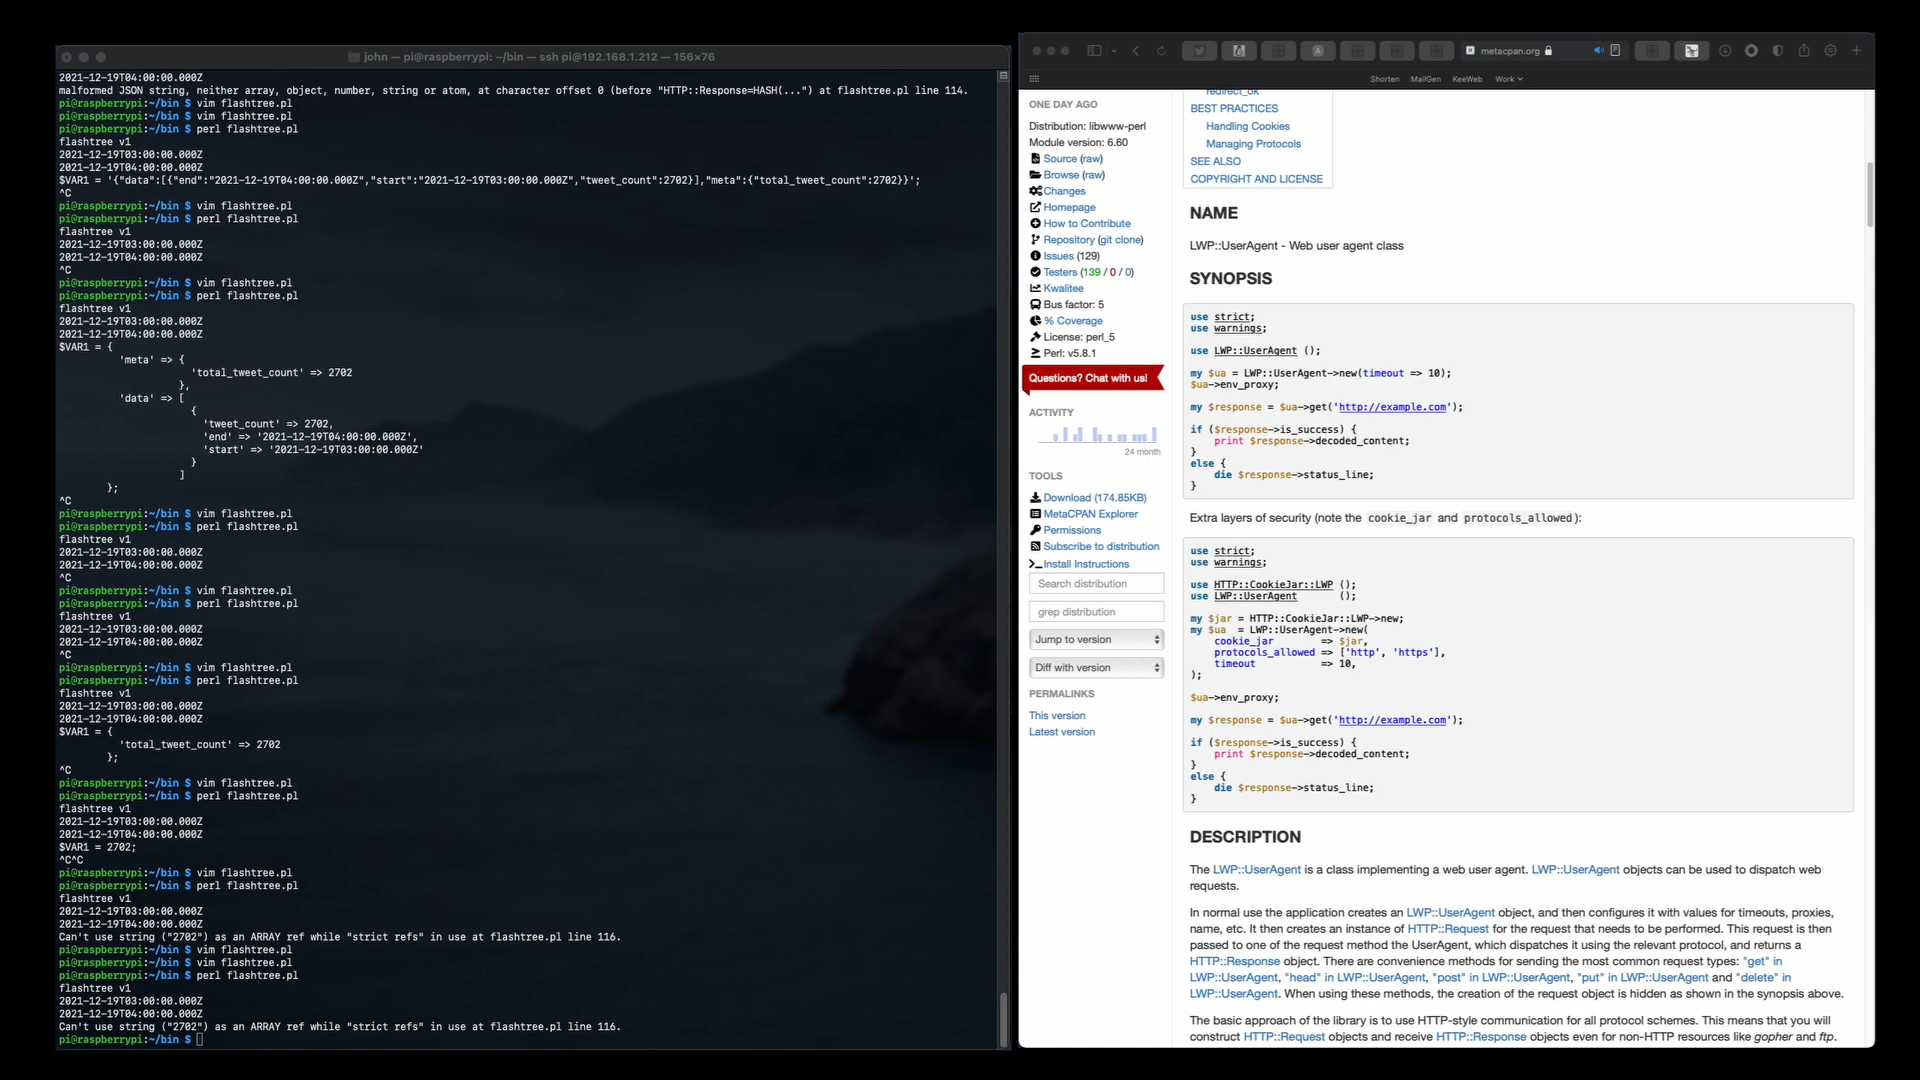 john — pi@raspberrypi: ~/bin — ssh pi@192.168.1.212 — 156×76
2021-12-19T04:00:00.000Z
malformed JSON string, neither array, object, number, string or atom, at character offset 0 (before "HTTP::Response=HASH(...") at flashtree.pl line 114.
pi@raspberrypi:~/bin $ vim flashtree.pl
pi@raspberrypi:~/bin $ vim flashtree.pl
pi@raspberrypi:~/bin $ perl flashtree.pl
flashtree v1
2021-12-19T03:00:00.000Z
2021-12-19T04:00:00.000Z
$VAR1 = '{"data":[{"end":"2021-12-19T04:00:00.000Z","start":"2021-12-19T03:00:00.000Z","tweet_count":2702}],"meta":{"total_tweet_count":2702}}';
^C
pi@raspberrypi:~/bin $ vim flashtree.pl
pi@raspberrypi:~/bin $ perl flashtree.pl
flashtree v1
2021-12-19T03:00:00.000Z
2021-12-19T04:00:00.000Z
^C
pi@raspberrypi:~/bin $ vim flashtree.pl
pi@raspberrypi:~/bin $ perl flashtree.pl
flashtree v1
2021-12-19T03:00:00.000Z
2021-12-19T04:00:00.000Z
$VAR1 = {
'meta' => {
'total_tweet_count' => 2702
},
'data' => [
{
'tweet_count' => 2702,
'end' => '2021-12-19T04:00:00.000Z',
'start' => '2021-12-19T03:00:00.000Z'
}
]
};
^C
pi@raspberrypi:~/bin $ vim flashtree.pl
pi@raspberrypi:~/bin $ perl flashtree.pl
flashtree v1
2021-12-19T03:00:00.000Z
2021-12-19T04:00:00.000Z
^C
pi@raspberrypi:~/bin $ vim flashtree.pl
pi@raspberrypi:~/bin $ perl flashtree.pl
flashtree v1
2021-12-19T03:00:00.000Z
2021-12-19T04:00:00.000Z
^C
pi@raspberrypi:~/bin $ vim flashtree.pl
pi@raspberrypi:~/bin $ perl flashtree.pl
flashtree v1
2021-12-19T03:00:00.000Z
2021-12-19T04:00:00.000Z
$VAR1 = {
'total_tweet_count' => 2702
};
^C
pi@raspberrypi:~/bin $ vim flashtree.pl
pi@raspberrypi:~/bin $ perl flashtree.pl
flashtree v1
2021-12-19T03:00:00.000Z
2021-12-19T04:00:00.000Z
$VAR1 = 2702;
^C^C
pi@raspberrypi:~/bin $ vim flashtree.pl
pi@raspberrypi:~/bin $ perl flashtree.pl
flashtree v1
2021-12-19T03:00:00.000Z
2021-12-19T04:00:00.000Z
Can't use string ("2702") as an ARRAY ref while "strict refs" in use at flashtree.pl line 116.
pi@raspberrypi:~/bin $ vim flashtree.pl
pi@raspberrypi:~/bin $ vim flashtree.pl
pi@raspberrypi:~/bin $ perl flashtree.pl
flashtree v1
2021-12-19T03:00:00.000Z
2021-12-19T04:00:00.000Z
Can't use string ("2702") as an ARRAY ref while "strict refs" in use at flashtree.pl line 116.
pi@raspberrypi:~/bin $
metacpan.org
Shorten MailGen KeeWeb Work
ONE DAY AGO
Distribution: libwww-perl
Module version: 6.60
Source (raw)
Browse (raw)
Changes
Homepage
How to Contribute
Repository (git clone)
Issues (129)
Testers (139 / 0 / 0)
Kwalitee
Bus factor: 5
% Coverage
License: perl_5
Perl: v5.8.1
Questions? Chat with us!
ACTIVITY
24 month
TOOLS
Download (174.85KB)
MetaCPAN Explorer
Permissions
Subscribe to distribution
Install Instructions
Search distribution
grep distribution
Jump to version
Diff with version
PERMALINKS
This version
Latest version
redirect_ok
BEST PRACTICES
Handling Cookies
Managing Protocols
SEE ALSO
COPYRIGHT AND LICENSE
NAME
LWP::UserAgent - Web user agent class
SYNOPSIS
use strict;
use warnings;
use LWP::UserAgent ();
my $ua = LWP::UserAgent->new(timeout => 10);
$ua->env_proxy;
my $response = $ua->get('http://example.com');
if ($response->is_success) {
print $response->decoded_content;
}
else {
die $response->status_line;
}
Extra layers of security (note the cookie_jar and protocols_allowed):
use strict;
use warnings;
use HTTP::CookieJar::LWP ();
use LWP::UserAgent ();
my $jar = HTTP::CookieJar::LWP->new;
my $ua = LWP::UserAgent->new(
cookie_jar => $jar,
protocols_allowed => ['http', 'https'],
timeout => 10,
);
$ua->env_proxy;
my $response = $ua->get('http://example.com');
if ($response->is_success) {
print $response->decoded_content;
}
else {
die $response->status_line;
}
DESCRIPTION
The LWP::UserAgent is a class implementing a web user agent. LWP::UserAgent objects can be used to dispatch web
requests.
In normal use the application creates an LWP::UserAgent object, and then configures it with values for timeouts, proxies,
name, etc. It then creates an instance of HTTP::Request for the request that needs to be performed. This request is then
passed to one of the request method the UserAgent, which dispatches it using the relevant protocol, and returns a
HTTP::Response object. There are convenience methods for sending the most common request types: "get" in
LWP::UserAgent, "head" in LWP::UserAgent, "post" in LWP::UserAgent, "put" in LWP::UserAgent and "delete" in
LWP::UserAgent. When using these methods, the creation of the request object is hidden as shown in the synopsis above.
The basic approach of the library is to use HTTP-style communication for all protocol schemes. This means that you will
construct HTTP::Request objects and receive HTTP::Response objects even for non-HTTP resources like gopher and ftp.